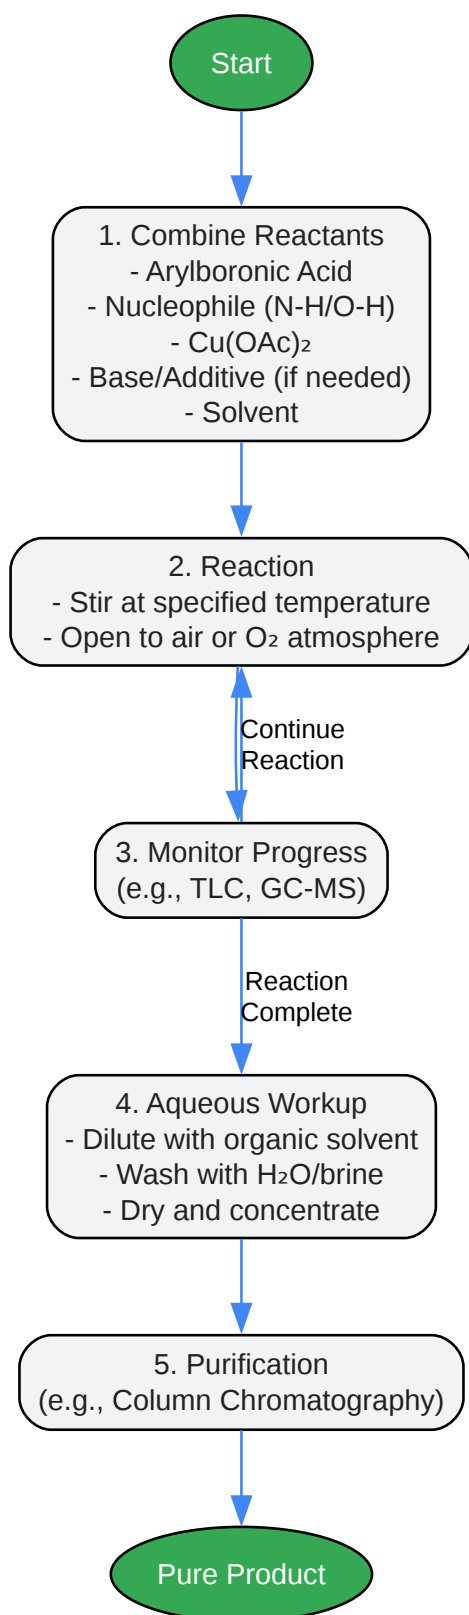 Start
1. Combine Reactants
- Arylboronic Acid
- Nucleophile (N-H/O-H)
- Cu(OAc)₂
- Base/Additive (if needed)
- Solvent
2. Reaction
- Stir at specified temperature
- Open to air or O₂ atmosphere
Continue
Reaction
3. Monitor Progress
(e.g., TLC, GC-MS)
Reaction
Complete
4. Aqueous Workup
- Dilute with organic solvent
- Wash with H₂O/brine
- Dry and concentrate
5. Purification
(e.g., Column Chromatography)
Pure Product